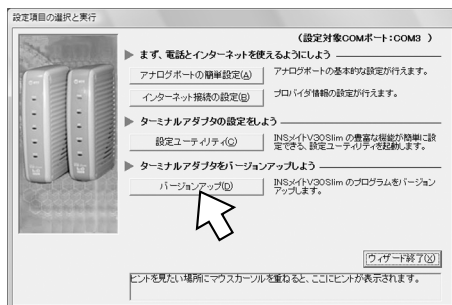 設定項目の選択と実行
(設定対象COMポート:COM3 )
まず、電話とインターネットを使えるようにしよう
アナログポートの簡単設定(A)
アナログポートの基本的な設定が行えます。
インターネット接続の設定(B)
プロバイダ情報の設定が行えます。
ターミナルアダプタの設定をしよう
設定ユーティリティ(C)
INSメイトV30Slim の豊富な機能が簡単に設
定できる、設定ユーティリティを起動します。
ターミナルアダプタをバージョンアップしよう
バージョンアップ(D)
INSメイトV30Slim のプログラムをバージョン
アップします。
ウィザード終了(X)
ヒントを見たい場所にマウスカーソルを重ねると、ここにヒントが表示されます。